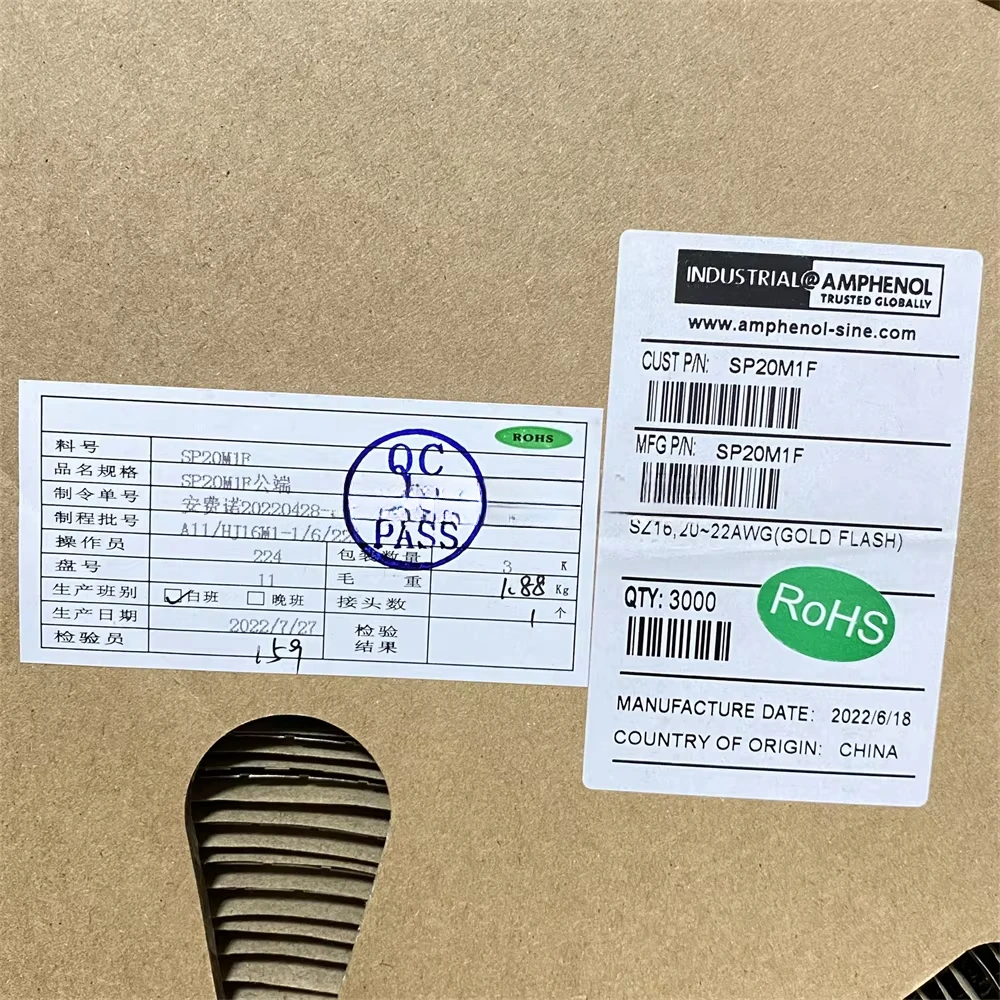 ROHS
料号 SP20M1F
品名规格 SP20M1F公端
制令单号 安费诺20220428-
制程批号 A11/HJ16M1-1/6/22
操作员 224 包装数量 3 K
盘号 11 毛重 1.88 Kg
生产班别 白班 晚班 接头数 1 个
生产日期 2022/7/27 检验
检验员 159 结果
QC
PASS
INDUSTRIAL@AMPHENOL
TRUSTED GLOBALLY
www.amphenol-sine.com
CUST P/N: SP20M1F
MFG P/N: SP20M1F
SZ16,20~22AWG(GOLD FLASH)
QTY: 3000
RoHS
MANUFACTURE DATE: 2022/6/18
COUNTRY OF ORIGIN: CHINA